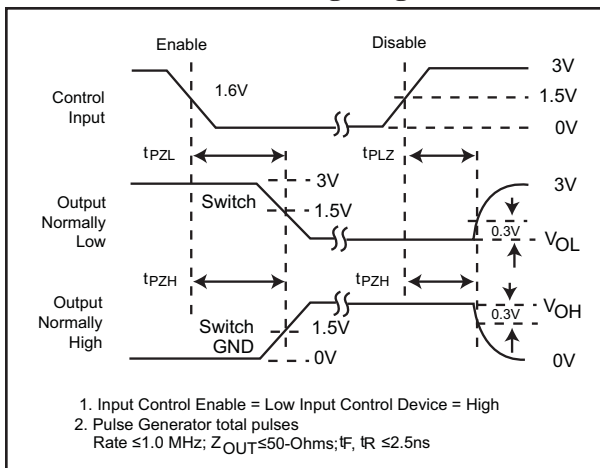 Enable Disable
Control
Input
1.6V
3V
1.5V
0V
tPZL
tPLZ
Output
Normally
Low
Switch
3V
1.5V
3V
0.3V
VOL
tPZH
tPZH
Output
Normally
High
Switch
GND
1.5V
0V
VOH
0.3V
0V
1. Input Control Enable = Low Input Control Device = High
2. Pulse Generator total pulses
Rate ≤1.0 MHz; ZOUT≤50-Ohms; tF, tR ≤2.5ns